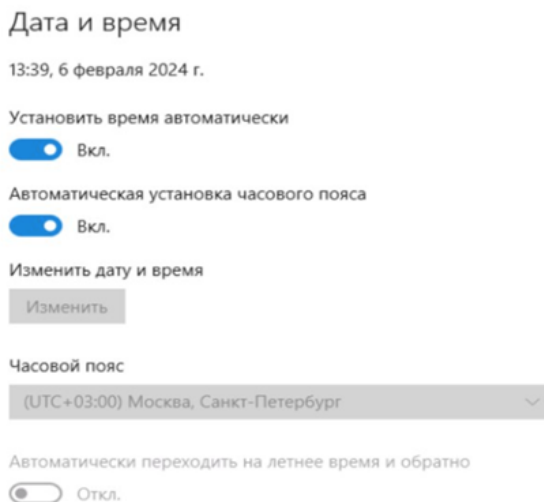 Дата и время
13:39, 6 февраля 2024 г.
Установить время автоматически
Вкл.
Автоматическая установка часового пояса
Вкл.
Изменить дату и время
Изменить
Часовой пояс
(UTC+03:00) Москва, Санкт-Петербург
Автоматически переходить на летнее время и обратно
Откл.